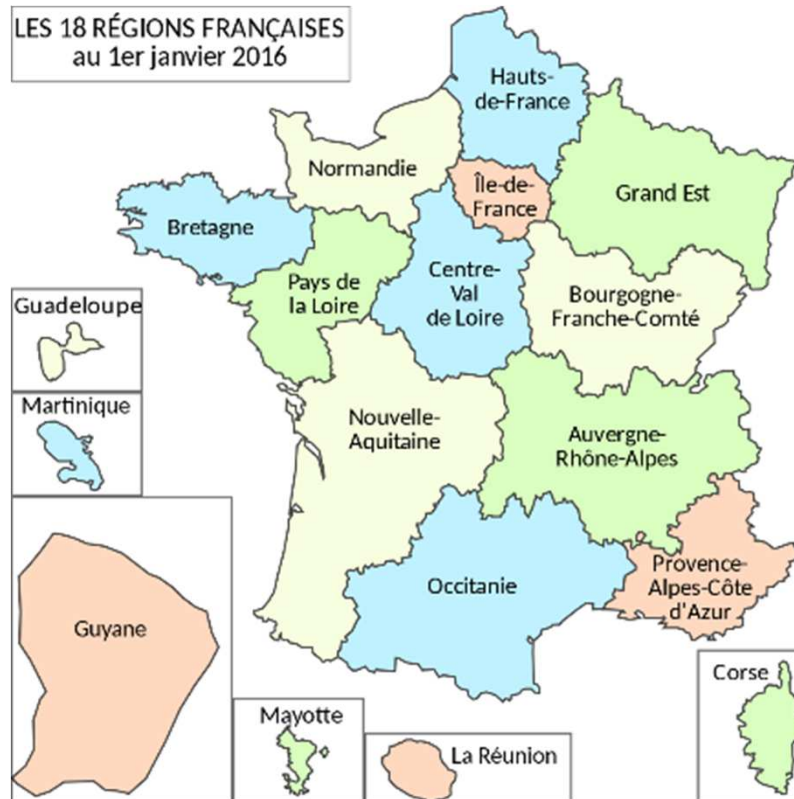 LES 18 RÉGIONS FRANÇAISES
au 1er janvier 2016
Hauts-
de-France
Normandie
Île-de-
France
Grand Est
Bretagne
Pays de
la Loire
Centre-
Val
de Loire
Bourgogne-
Franche-Comté
Guadeloupe
Martinique
Nouvelle-
Aquitaine
Auvergne-
Rhône-Alpes
Occitanie
Provence-
Alpes-Côte
d'Azur
Guyane
Mayotte
La Réunion
Corse